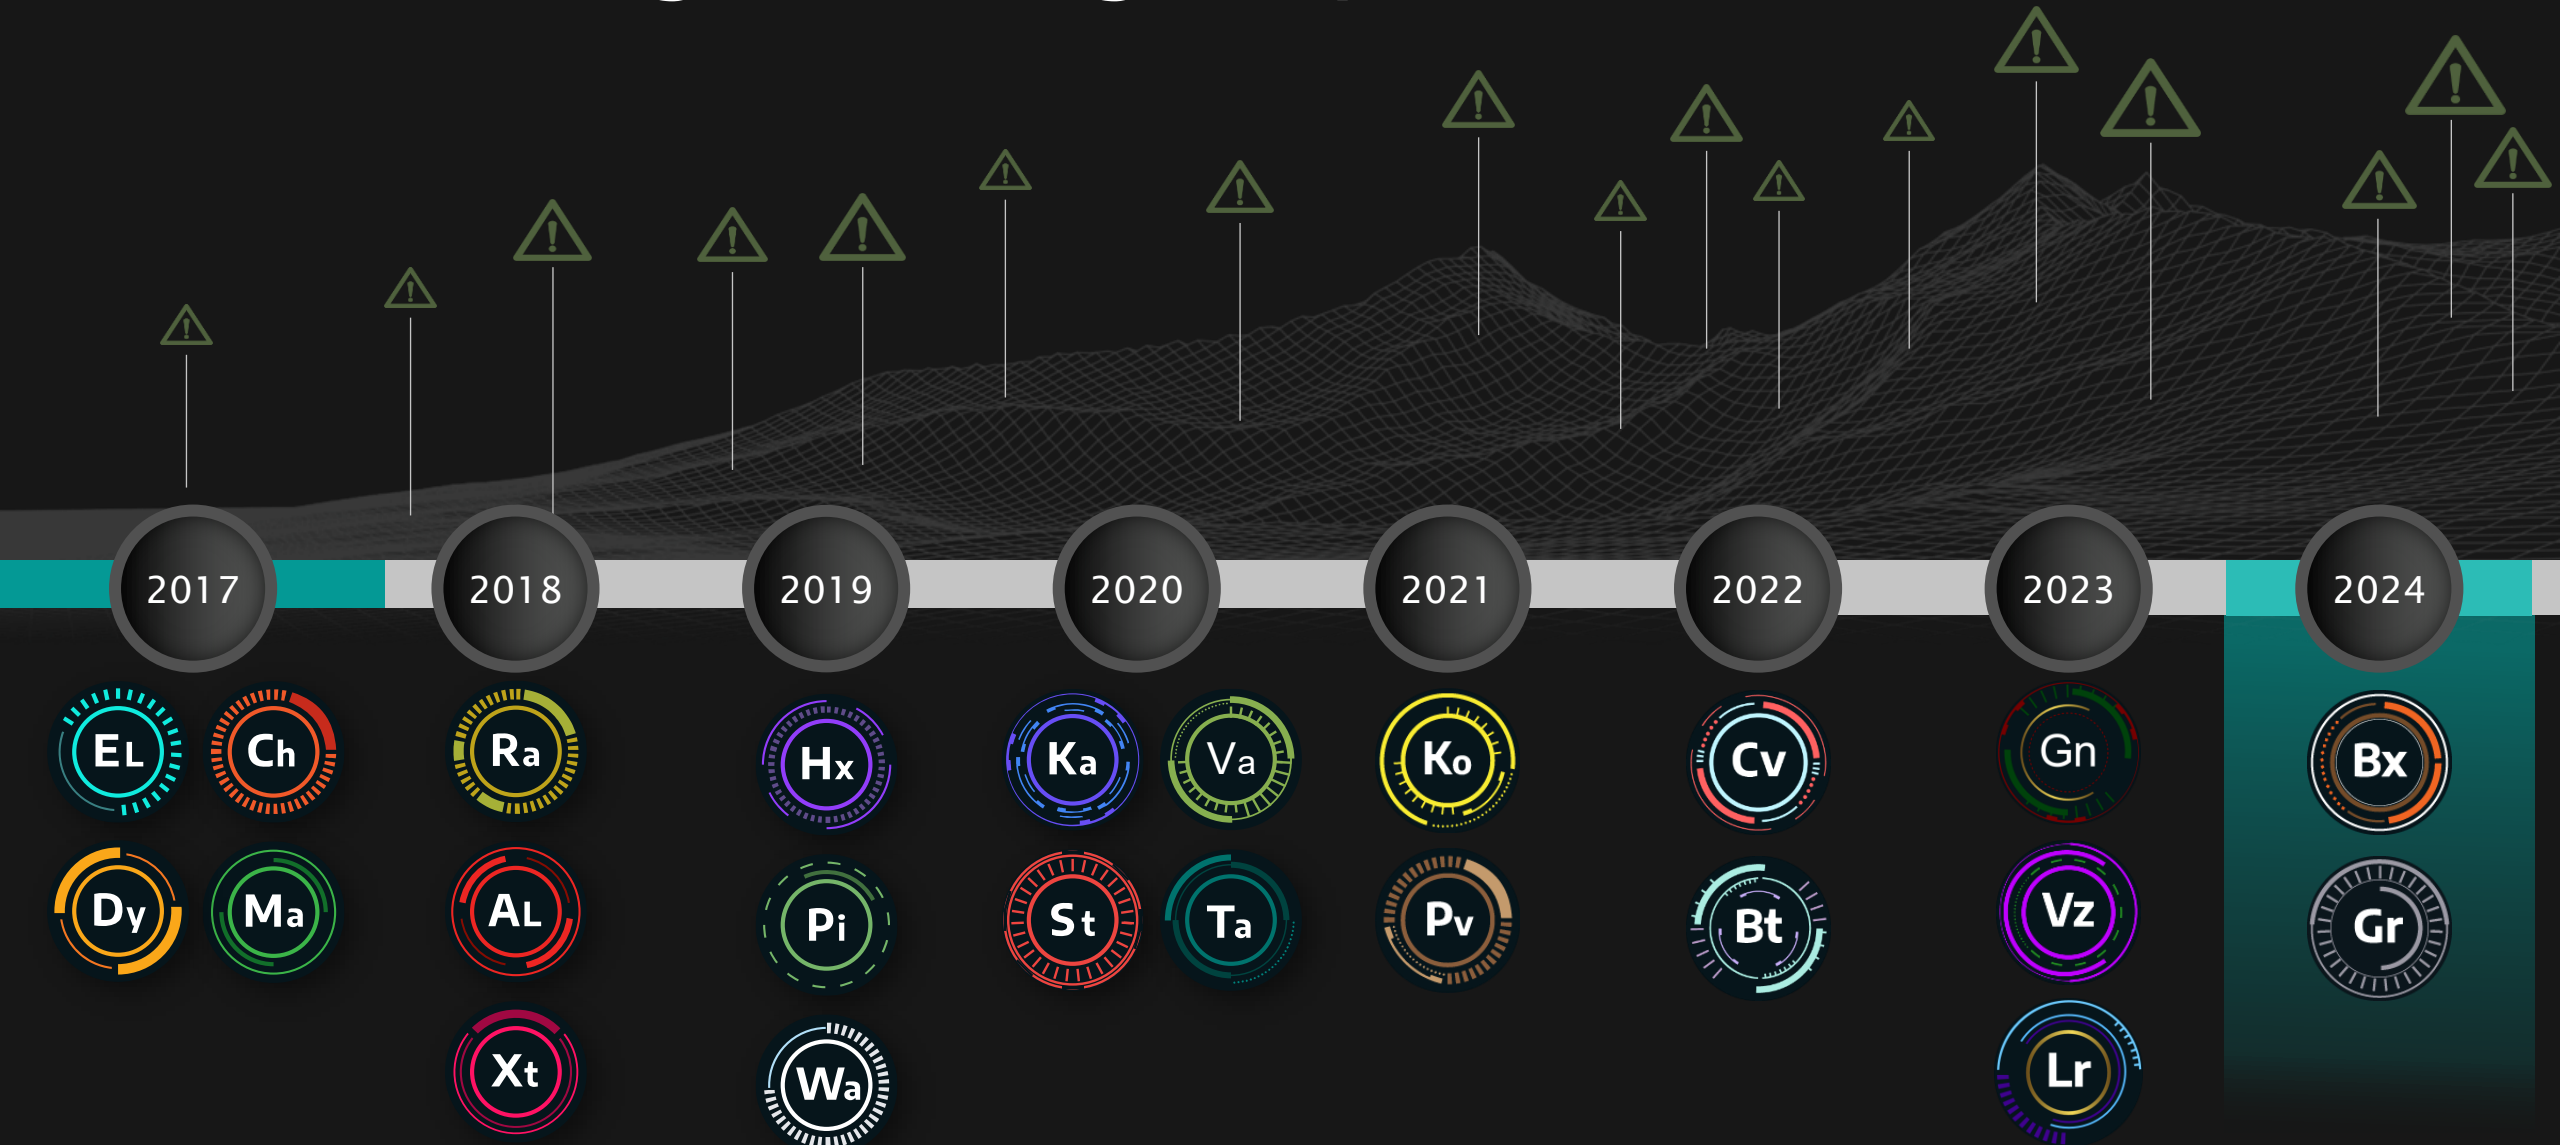 2017 2018 2019 2020 2021 2022 2023 2024
EL Ch Ra Hx Ka Va Ko Cv Gn Bx
Dy Ma AL Pi St Ta Pv Bt Vz Gr
Xt Wa Lr